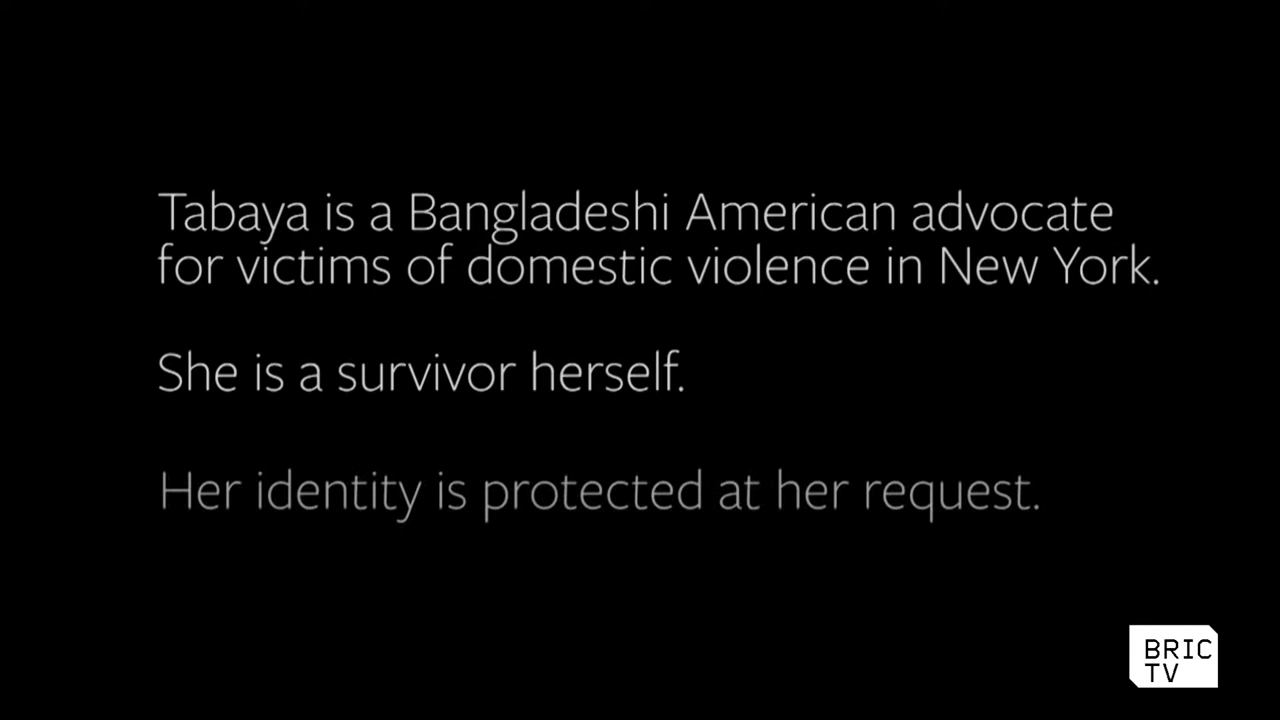 Tabaya is a Bangladeshi American advocate
for victims of domestic violence in New York.
She is a survivor herself.
Her identity is protected at her request.
BRIC
TV